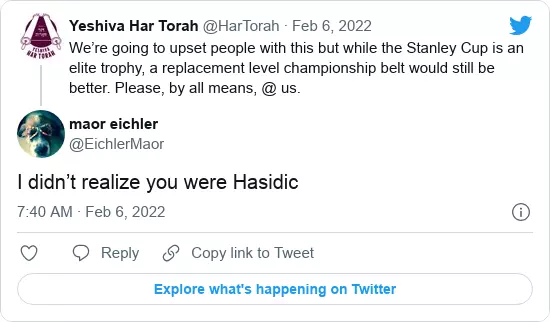 Yeshiva Har Torah @HarTorah · Feb 6, 2022
We’re going to upset people with this but while the Stanley Cup is an
elite trophy, a replacement level championship belt would still be
better. Please, by all means, @ us.
YESHIVA
HAR TORAH
maor eichler
@EichlerMaor
I didn’t realize you were Hasidic
7:40 AM · Feb 6, 2022
Reply
Copy link to Tweet
Explore what's happening on Twitter